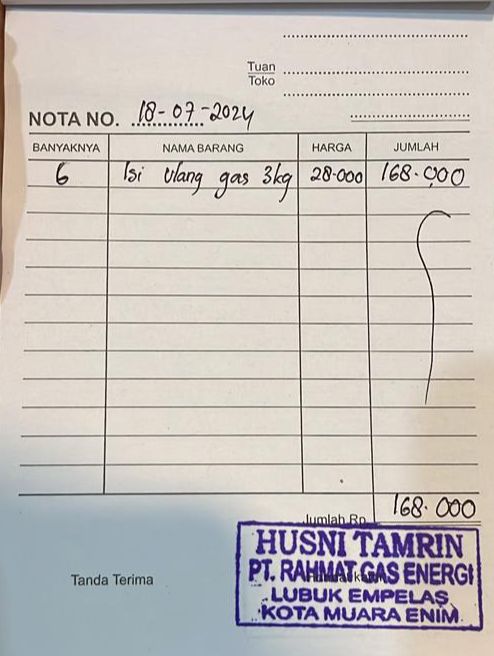 Tuan
Toko
NOTA NO. 18-07-2024
BANYAKNYA NAMA BARANG HARGA JUMLAH
6 Isi Ulang gas 3kg 28.000 168.000
Jumlah Rp. 168.000
HUSNI TAMRIN
PT. RAHMAT GAS ENERGI
Tanda Terima
LUBUK EMPELAS
KOTA MUARA ENIM